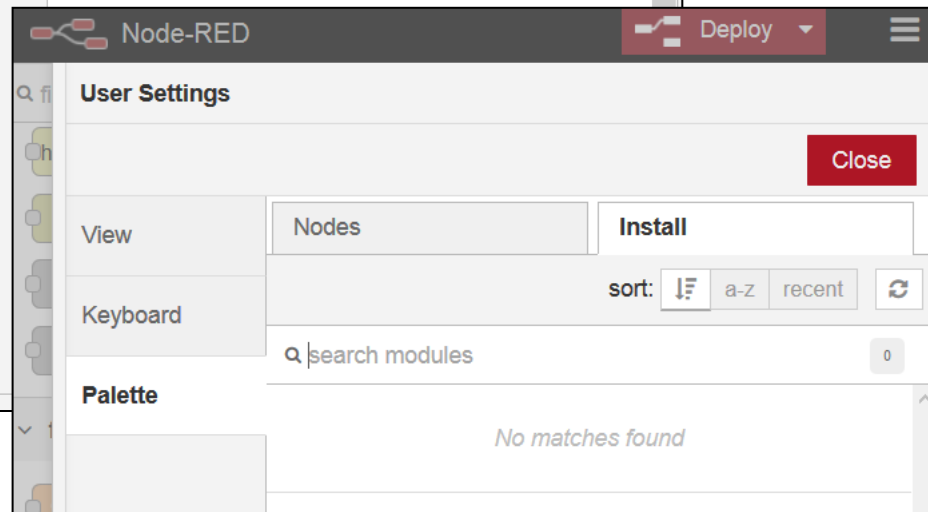 Node-RED
Deploy
fi
User Settings
h
Close
View
Nodes
Install
sort:
a-z
recent
Keyboard
search modules
0
Palette
No matches found
f